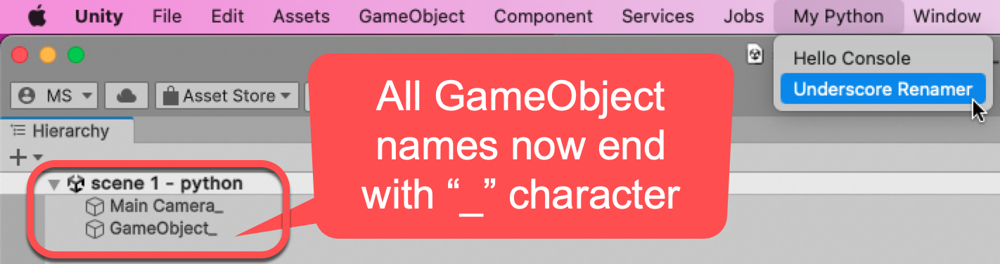 Unity File Edit Assets GameObject Component Services Jobs My Python Window
Hello Console
Underscore Renamer
MS Asset Store
Hierarchy
scene 1 - python
Main Camera_
GameObject_
All GameObject
names now end
with “_” character